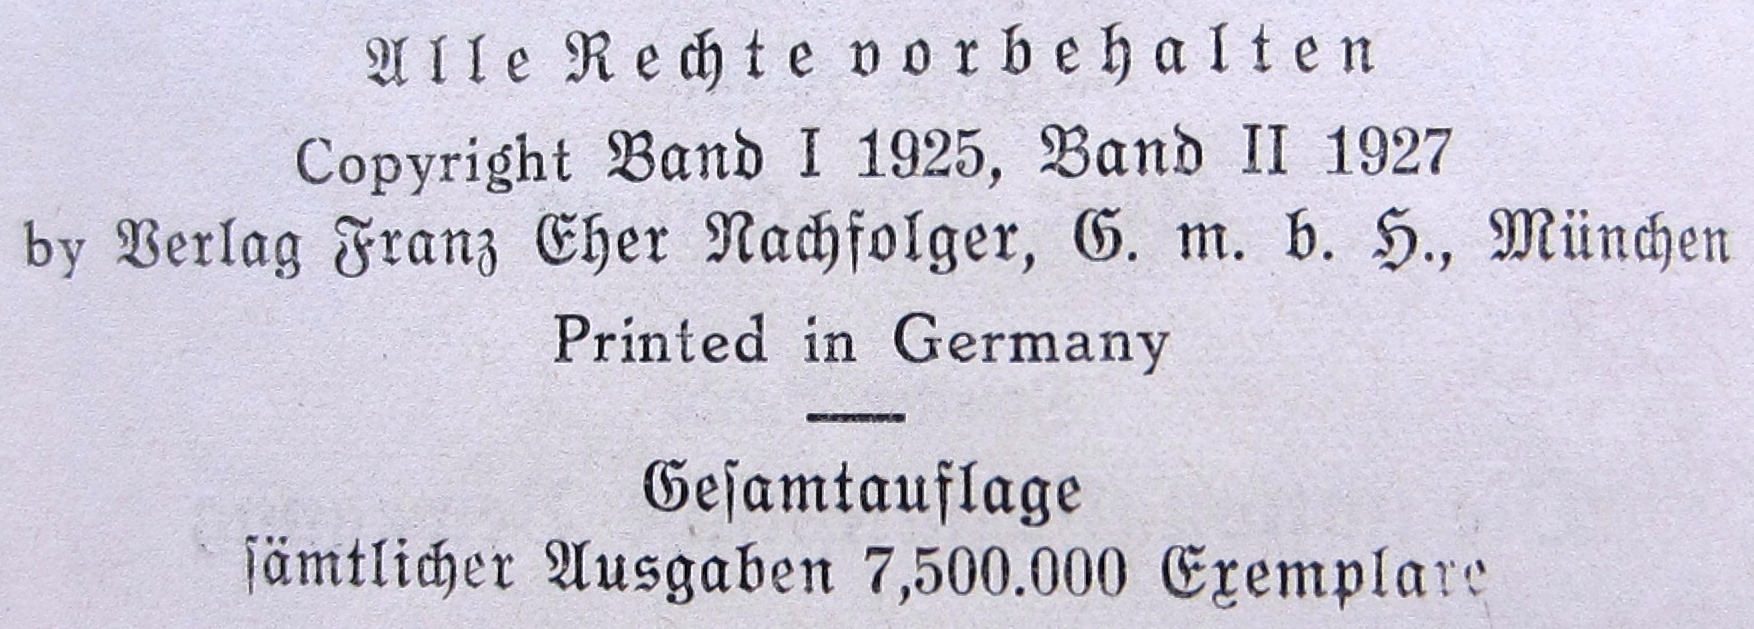 Alle Rechte vorbehalten
Copyright Band I 1925, Band II 1927
by Verlag Franz Eher Nachfolger, G. m. b. H., München
Printed in Germany
Geſamtauflage
ſämtlicher Ausgaben 7,500.000 Exemplare